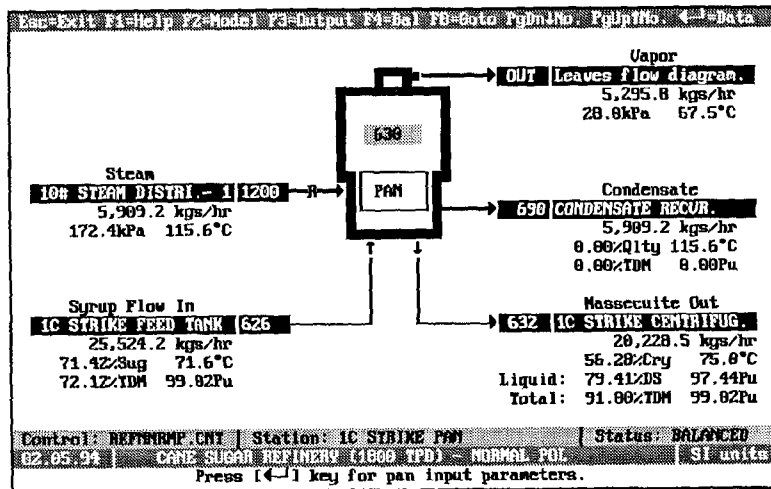 Esc=Exit F1=Help F2=Model F3=Output F4=Bal F8=Goto PgDn↓No. PgUp↑No. ←┘=Data
Vapor
OUT Leaves flow diagram.
5,295.8 kgs/hr
28.0kPa 67.5°C
630
Steam
10# STEAM DISTRI.- 1 1200 R PAN
5,909.2 kgs/hr
172.4kPa 115.6°C
Condensate
690 CONDENSATE RECUR.
5,909.2 kgs/hr
0.00%Qlty 115.6°C
0.00%TDM 0.00Pu
Syrup Flow In
1C STRIKE FEED TANK 626
25,524.2 kgs/hr
71.42%Sug 71.6°C
72.12%TDM 99.02Pu
Massecuite Out
632 1C STRIKE CENTRIFUG.
20,228.5 kgs/hr
56.28%Cry 75.0°C
Liquid: 79.41%DS 97.44Pu
Total: 91.00%TDM 99.02Pu
Control: REFNNRMP.CNT Station: 1C STRIKE PAN Status: BALANCED
02.05.94 CANE SUGAR REFINERY (1800 TPD) - NORMAL POL SI units
Press [←┘] key for pan input parameters.